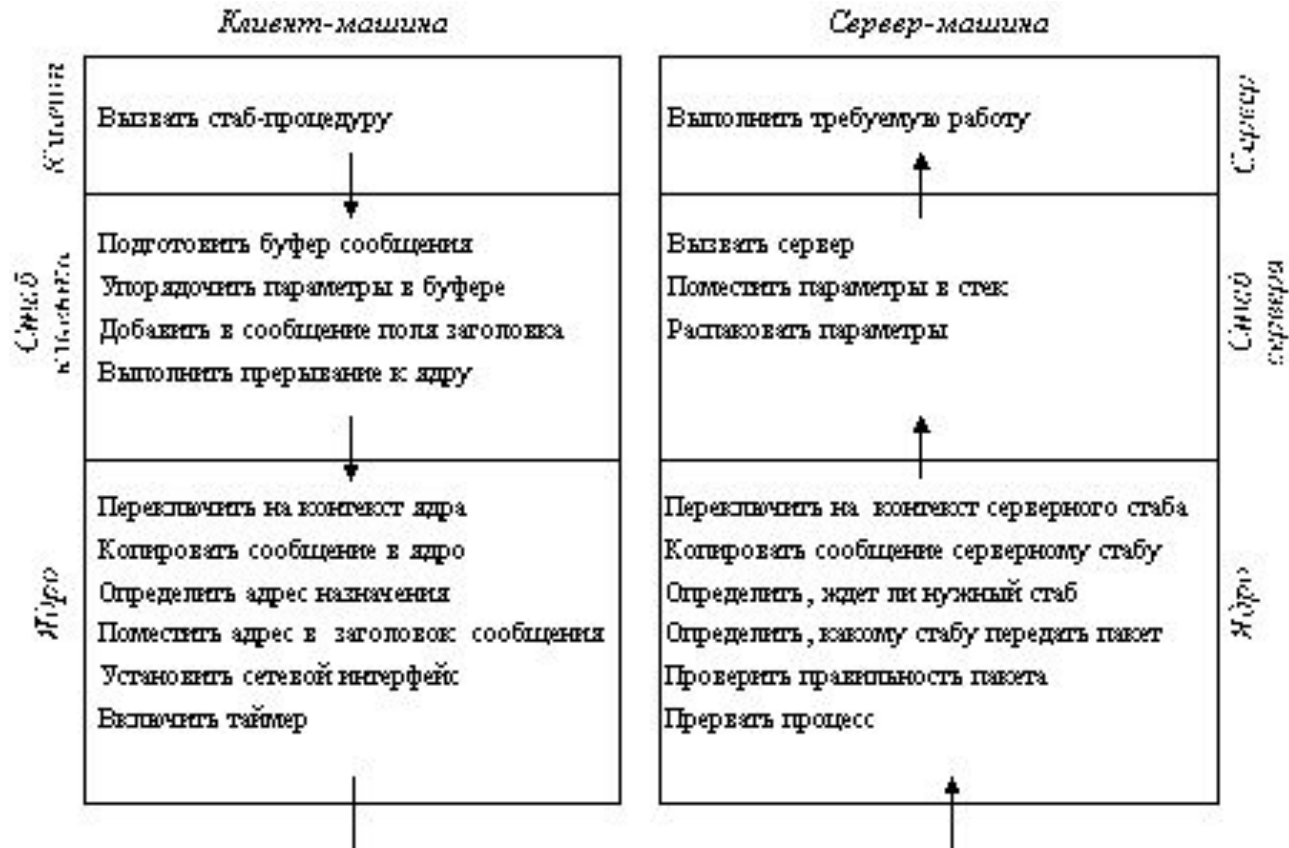 Клиент-машина
Сервер-машина
Клиент
Вызвать стаб-процедуру
Стаб
клиента
Подготовить буфер сообщения
Упорядочить параметры в буфере
Добавить в сообщение поля заголовка
Выполнить прерывание к ядру
Ядро
Переключить на контекст ядра
Копировать сообщение в ядро
Определить адрес назначения
Поместить адрес в заголовок сообщения
Установить сетевой интерфейс
Включить таймер
Выполнить требуемую работу
Сервер
Вызвать сервер
Поместить параметры в стек
Распаковать параметры
Стаб
сервера
Переключить на контекст серверного стаба
Копировать сообщение серверному стабу
Определить, ждет ли нужный стаб
Определить, какому стабу передать пакет
Проверить правильность пакета
Прервать процесс
Ядро